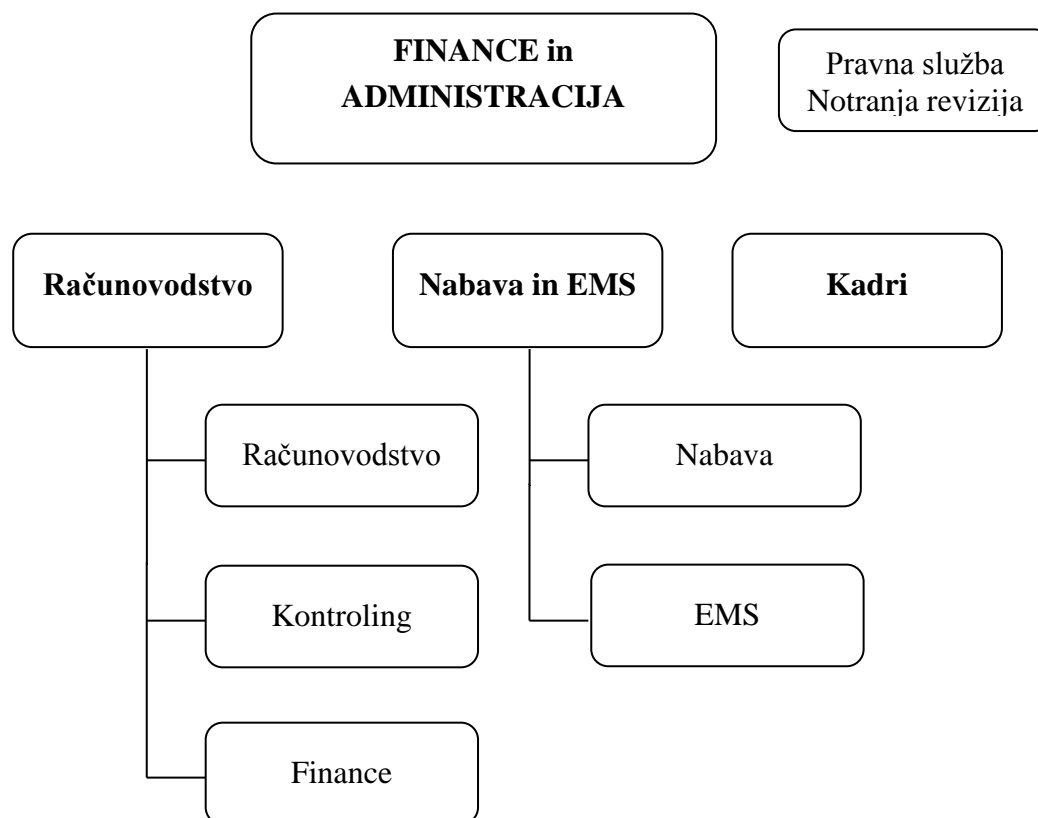 FINANCE in
ADMINISTRACIJA
Pravna služba
Notranja revizija
Računovodstvo
Nabava in EMS
Kadri
Računovodstvo
Nabava
Kontroling
EMS
Finance